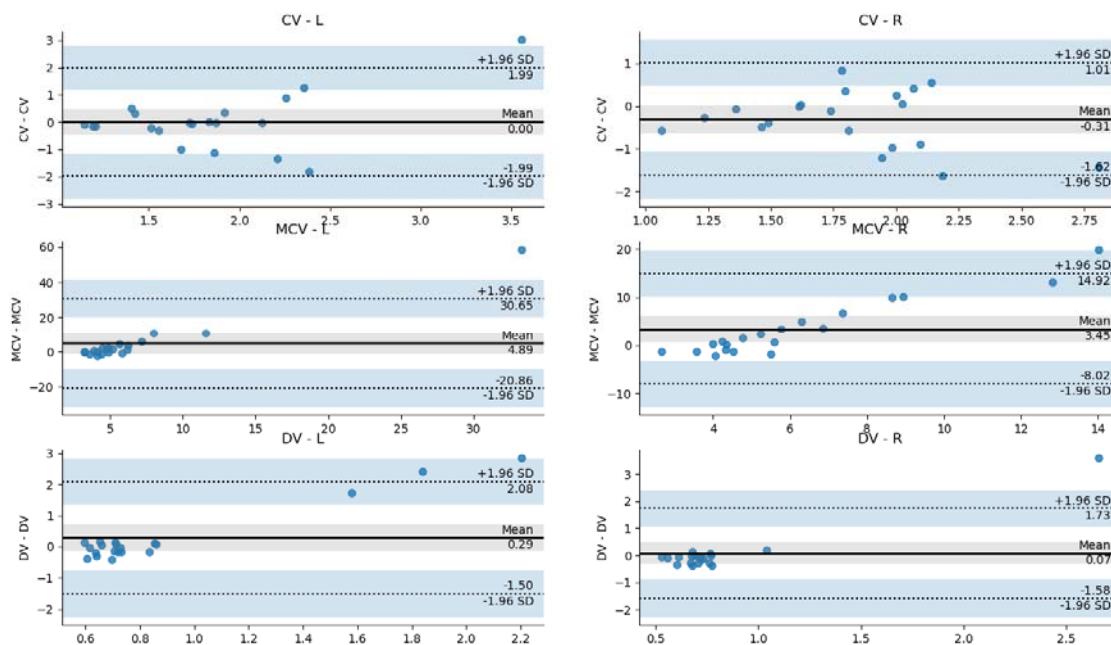 CV - L
CV - CV
3
2
1
0
−1
−2
−3
+1.96 SD
1.99
Mean
0.00
-1.99
-1.96 SD
1.5
2.0
2.5
3.0
3.5
CV - R
CV - CV
1
0
−1
−2
+1.96 SD
1.01
Mean
-0.31
-1.62
-1.96 SD
1.00
1.25
1.50
1.75
2.00
2.25
2.50
2.75
MCV - L
MCV - MCV
60
40
20
0
−20
+1.96 SD
30.65
Mean
4.89
-20.86
-1.96 SD
5
10
15
20
25
30
MCV - R
MCV - MCV
20
10
0
−10
+1.96 SD
14.92
Mean
3.45
-8.02
-1.96 SD
4
6
8
10
12
14
DV - L
DV - DV
3
2
1
0
−1
−2
+1.96 SD
2.08
Mean
0.29
-1.50
-1.96 SD
0.6
0.8
1.0
1.2
1.4
1.6
1.8
2.0
2.2
DV - R
DV - DV
3
2
1
0
−1
−2
+1.96 SD
1.73
Mean
0.07
-1.58
-1.96 SD
0.5
1.0
1.5
2.0
2.5